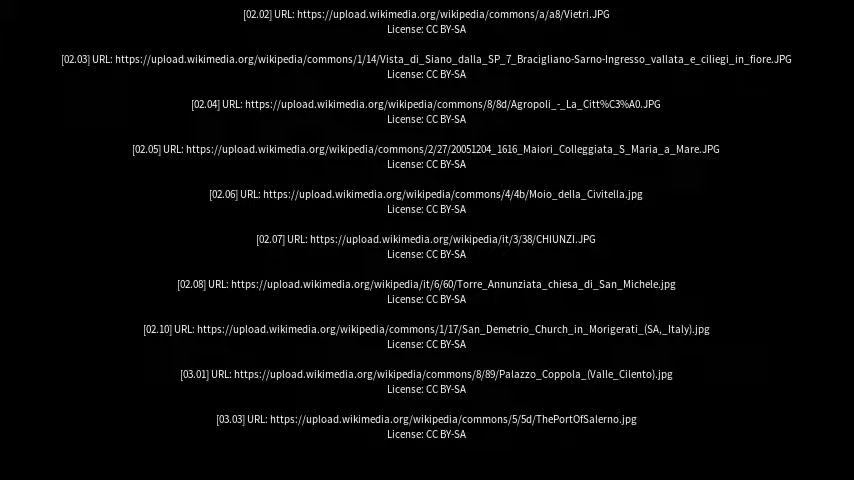 [02.02] URL: https://upload.wikimedia.org/wikipedia/commons/a/a8/Vietri.JPG
License: CC BY-SA
[02.03] URL: https://upload.wikimedia.org/wikipedia/commons/1/14/Vista_di_Siano_dalla_SP_7_Bracigliano-Sarno-Ingresso_vallata_e_ciliegi_in_fiore.JPG
License: CC BY-SA
[02.04] URL: https://upload.wikimedia.org/wikipedia/commons/8/8d/Agropoli_-_La_Citt%C3%A0.JPG
License: CC BY-SA
[02.05] URL: https://upload.wikimedia.org/wikipedia/commons/2/27/20051204_1616_Maiori_Colleggiata_S_Maria_a_Mare.JPG
License: CC BY-SA
[02.06] URL: https://upload.wikimedia.org/wikipedia/commons/4/4b/Moio_della_Civitella.jpg
License: CC BY-SA
[02.07] URL: https://upload.wikimedia.org/wikipedia/it/3/38/CHIUNZI.JPG
License: CC BY-SA
[02.08] URL: https://upload.wikimedia.org/wikipedia/it/6/60/Torre_Annunziata_chiesa_di_San_Michele.jpg
License: CC BY-SA
[02.10] URL: https://upload.wikimedia.org/wikipedia/commons/1/17/San_Demetrio_Church_in_Morigerati_(SA,_Italy).jpg
License: CC BY-SA
[03.01] URL: https://upload.wikimedia.org/wikipedia/commons/8/89/Palazzo_Coppola_(Valle_Cilento).jpg
License: CC BY-SA
[03.03] URL: https://upload.wikimedia.org/wikipedia/commons/5/5d/ThePortOfSalerno.jpg
License: CC BY-SA